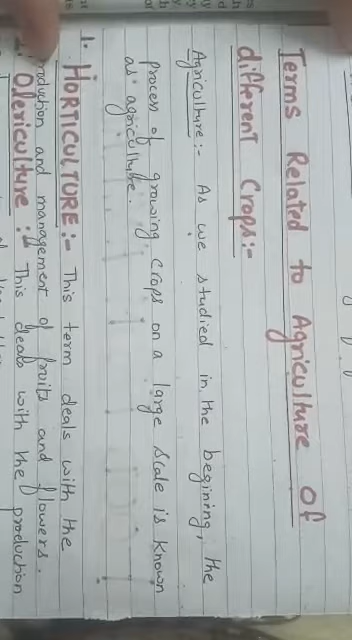 Terms Related to Agriculture Of
different Crops:-
Agriculture:- As we studied in the begining, the
process of growing crops on a large scale is known
as agriculture.
1. HORTICULTURE:- This term deals with the
production and management of fruits and flowers.
Olericulture:- This deals with the production